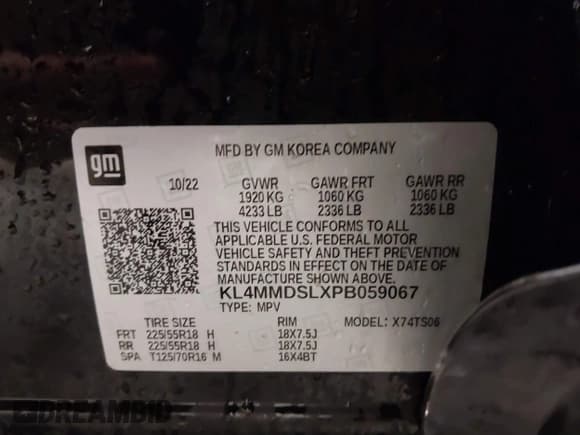 gm
MFD BY GM KOREA COMPANY
10/22 GVWR GAWR FRT GAWR RR
1920 KG 1060 KG 1060 KG
4233 LB 2336 LB 2336 LB
THIS VEHICLE CONFORMS TO ALL
APPLICABLE U.S. FEDERAL MOTOR
VEHICLE SAFETY AND THEFT PREVENTION
STANDARDS IN EFFECT ON THE DATE OF
MANUFACTURE SHOWN ABOVE.
KL4MMDSLXPB059067
TYPE: MPV MODEL: X74TS06
TIRE SIZE RIM
FRT 225/55R18 H 18X7.5J
RR 225/55R18 H 18X7.5J
SPA T125/70R16 M 16X4BT
DREAMBID